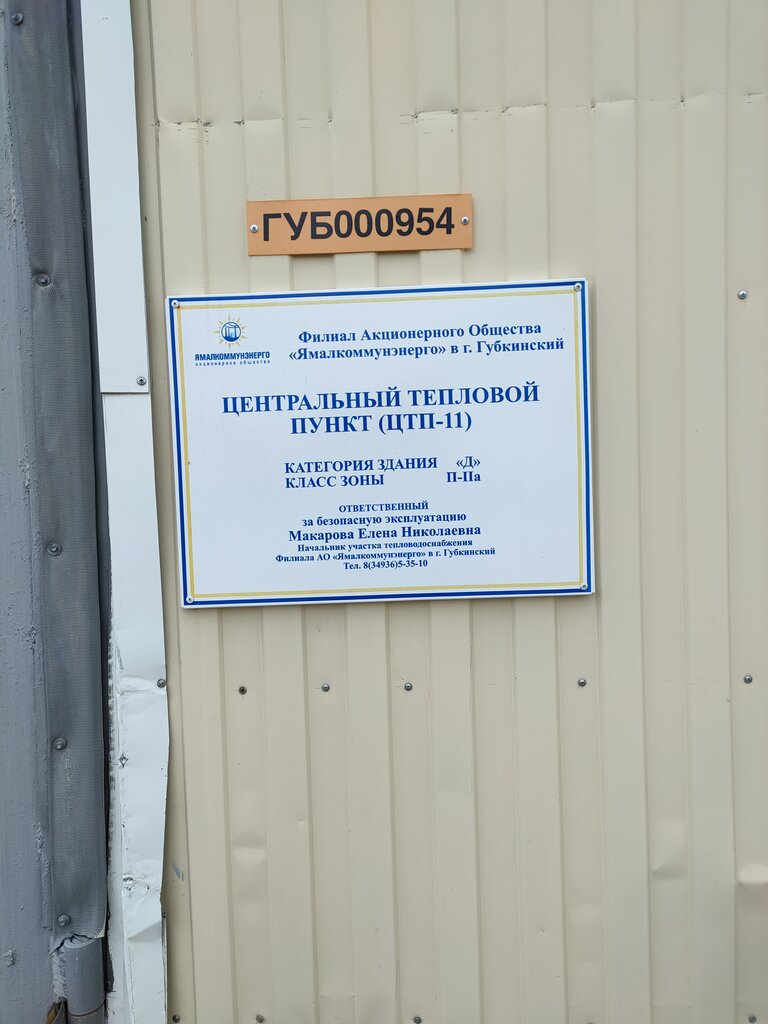 ГУБ000954
ЯМАЛКОММУНЭНЕРГО
акционерное общество
Филиал Акционерного Общества
«Ямалкоммунэнерго» в г. Губкинский
ЦЕНТРАЛЬНЫЙ ТЕПЛОВОЙ
ПУНКТ (ЦТП-11)
КАТЕГОРИЯ ЗДАНИЯ «Д»
КЛАСС ЗОНЫ П-IIа
ОТВЕТСТВЕННЫЙ
за безопасную эксплуатацию
Макарова Елена Николаевна
Начальник участка тепловодоснабжения
Филиала АО «Ямалкоммунэнерго» в г. Губкинский
Тел. 8(34936)5-35-10